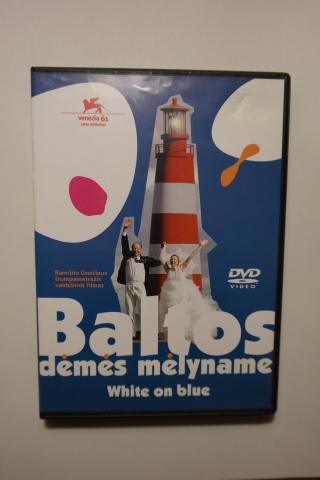 venezia 61
Ramūno Greičiaus
trumpametražis
vaidybinis filmas
DVD
VIDEO
Baltos
dėmės mėlyname
White on blue